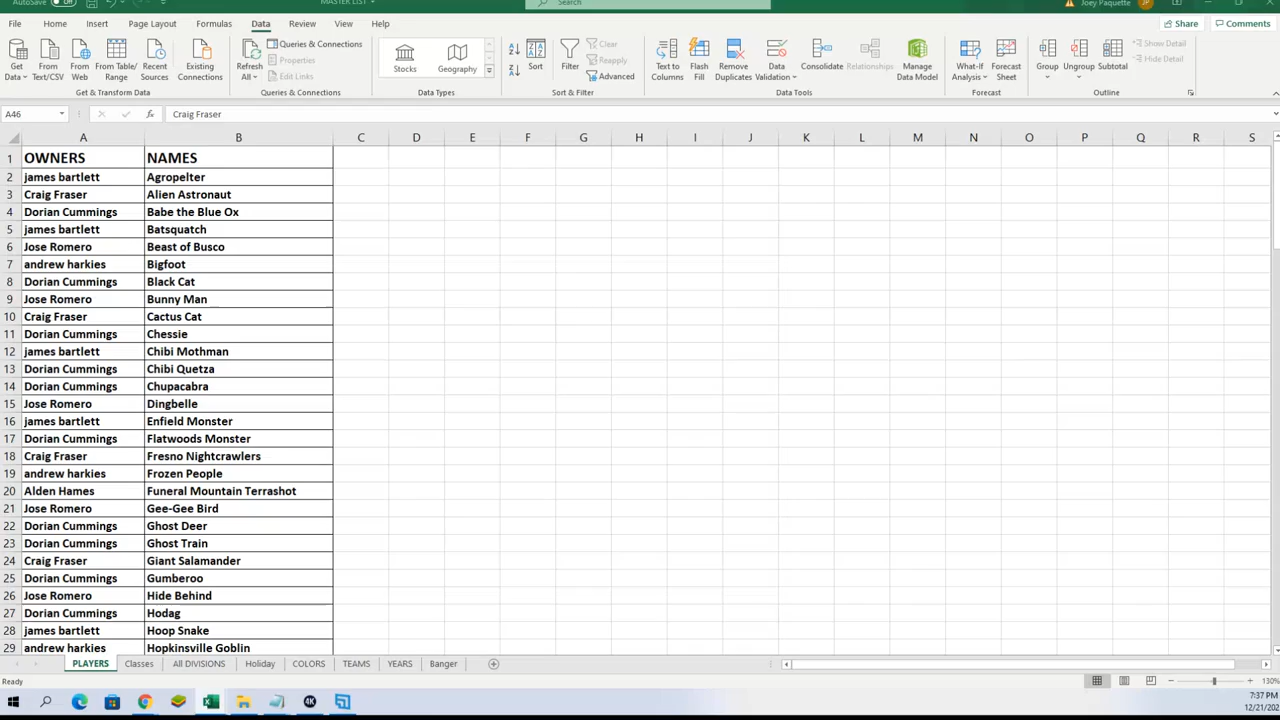 AutoSave
MASTER LIST
Search
Joey Paquette
JP
File Home Insert Page Layout Formulas Data Review View Help
Share Comments
Get Data
From Text/CSV
From Web
From Table/Range
Recent Sources
Existing Connections
Refresh All
Queries & Connections
Properties
Edit Links
Stocks
Geography
Sort
Filter
Clear
Reapply
Advanced
Text to Columns
Flash Fill
Remove Duplicates
Data Validation
Consolidate
Relationships
Manage Data Model
What-If Analysis
Forecast Sheet
Group
Ungroup
Subtotal
Show Detail
Hide Detail
Get & Transform Data Queries & Connections Data Types Sort & Filter Data Tools Forecast Outline
A46 fx Craig Fraser
A B C D E F G H I J K L M N O P Q R S
1 OWNERS NAMES
2 james bartlett Agropelter
3 Craig Fraser Alien Astronaut
4 Dorian Cummings Babe the Blue Ox
5 james bartlett Batsquatch
6 Jose Romero Beast of Busco
7 andrew harkies Bigfoot
8 Dorian Cummings Black Cat
9 Jose Romero Bunny Man
10 Craig Fraser Cactus Cat
11 Dorian Cummings Chessie
12 james bartlett Chibi Mothman
13 Dorian Cummings Chibi Quetza
14 Dorian Cummings Chupacabra
15 Jose Romero Dingbelle
16 james bartlett Enfield Monster
17 Dorian Cummings Flatwoods Monster
18 Craig Fraser Fresno Nightcrawlers
19 andrew harkies Frozen People
20 Alden Hames Funeral Mountain Terrashot
21 Jose Romero Gee-Gee Bird
22 Dorian Cummings Ghost Deer
23 Dorian Cummings Ghost Train
24 Craig Fraser Giant Salamander
25 Dorian Cummings Gumberoo
26 Jose Romero Hide Behind
27 Dorian Cummings Hodag
28 james bartlett Hoop Snake
29 andrew harkies Hopkinsville Goblin
PLAYERS Classes All DIVISIONS Holiday COLORS TEAMS YEARS Banger
Ready 130%
4K
7:37 PM
12/21/202